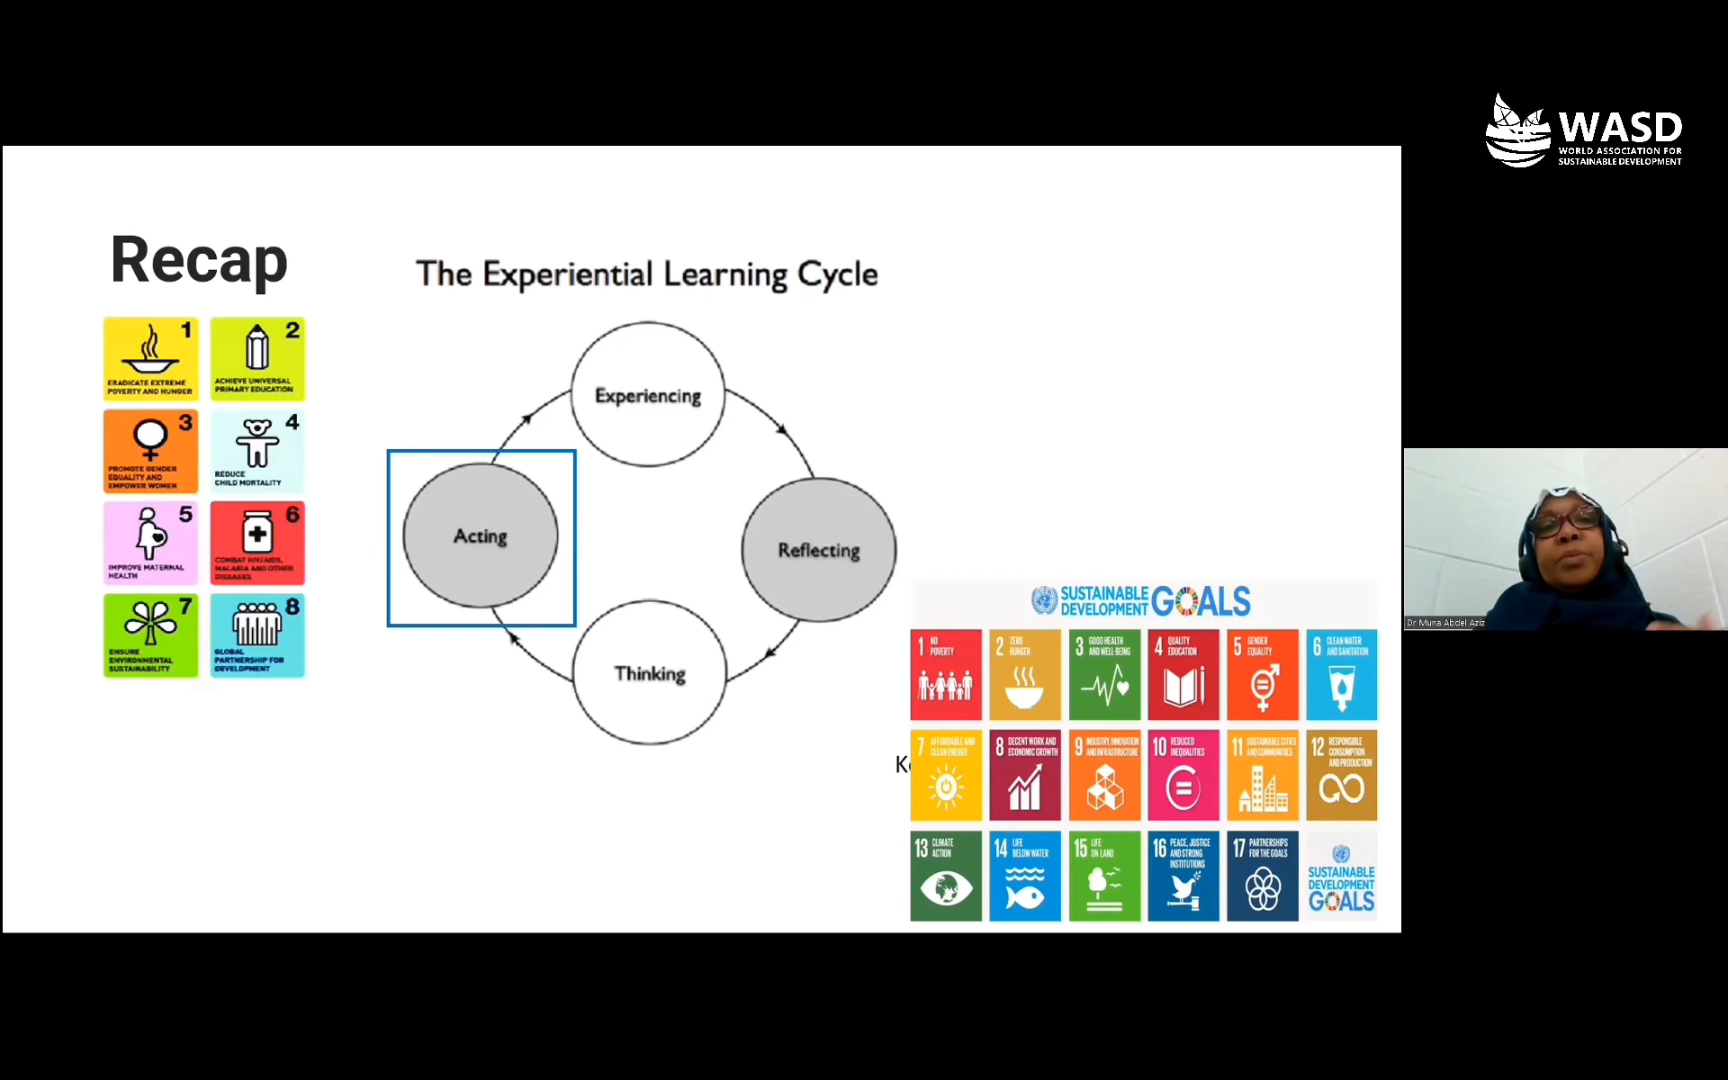 WASD
WORLD ASSOCIATION FOR
SUSTAINABLE DEVELOPMENT
Recap
1
ERADICATE EXTREME
POVERTY AND HUNGER
2
ACHIEVE UNIVERSAL
PRIMARY EDUCATION
3
PROMOTE GENDER
EQUALITY AND
EMPOWER WOMEN
4
REDUCE
CHILD MORTALITY
5
IMPROVE MATERNAL
HEALTH
6
COMBAT HIV/AIDS,
MALARIA AND OTHER
DISEASES
7
ENSURE
ENVIRONMENTAL
SUSTAINABILITY
8
GLOBAL
PARTNERSHIP FOR
DEVELOPMENT
The Experiential Learning Cycle
Experiencing
Acting
Reflecting
Thinking
SUSTAINABLE
DEVELOPMENT GOALS
1 NO
POVERTY
2 ZERO
HUNGER
3 GOOD HEALTH
AND WELL-BEING
4 QUALITY
EDUCATION
5 GENDER
EQUALITY
6 CLEAN WATER
AND SANITATION
7 AFFORDABLE AND
CLEAN ENERGY
8 DECENT WORK AND
ECONOMIC GROWTH
9 INDUSTRY, INNOVATION
AND INFRASTRUCTURE
10 REDUCED
INEQUALITIES
11 SUSTAINABLE CITIES
AND COMMUNITIES
12 RESPONSIBLE
CONSUMPTION
AND PRODUCTION
13 CLIMATE
ACTION
14 LIFE
BELOW WATER
15 LIFE
ON LAND
16 PEACE, JUSTICE
AND STRONG
INSTITUTIONS
17 PARTNERSHIPS
FOR THE GOALS
SUSTAINABLE
DEVELOPMENT
GOALS
Dr Muna Abdel Aziz